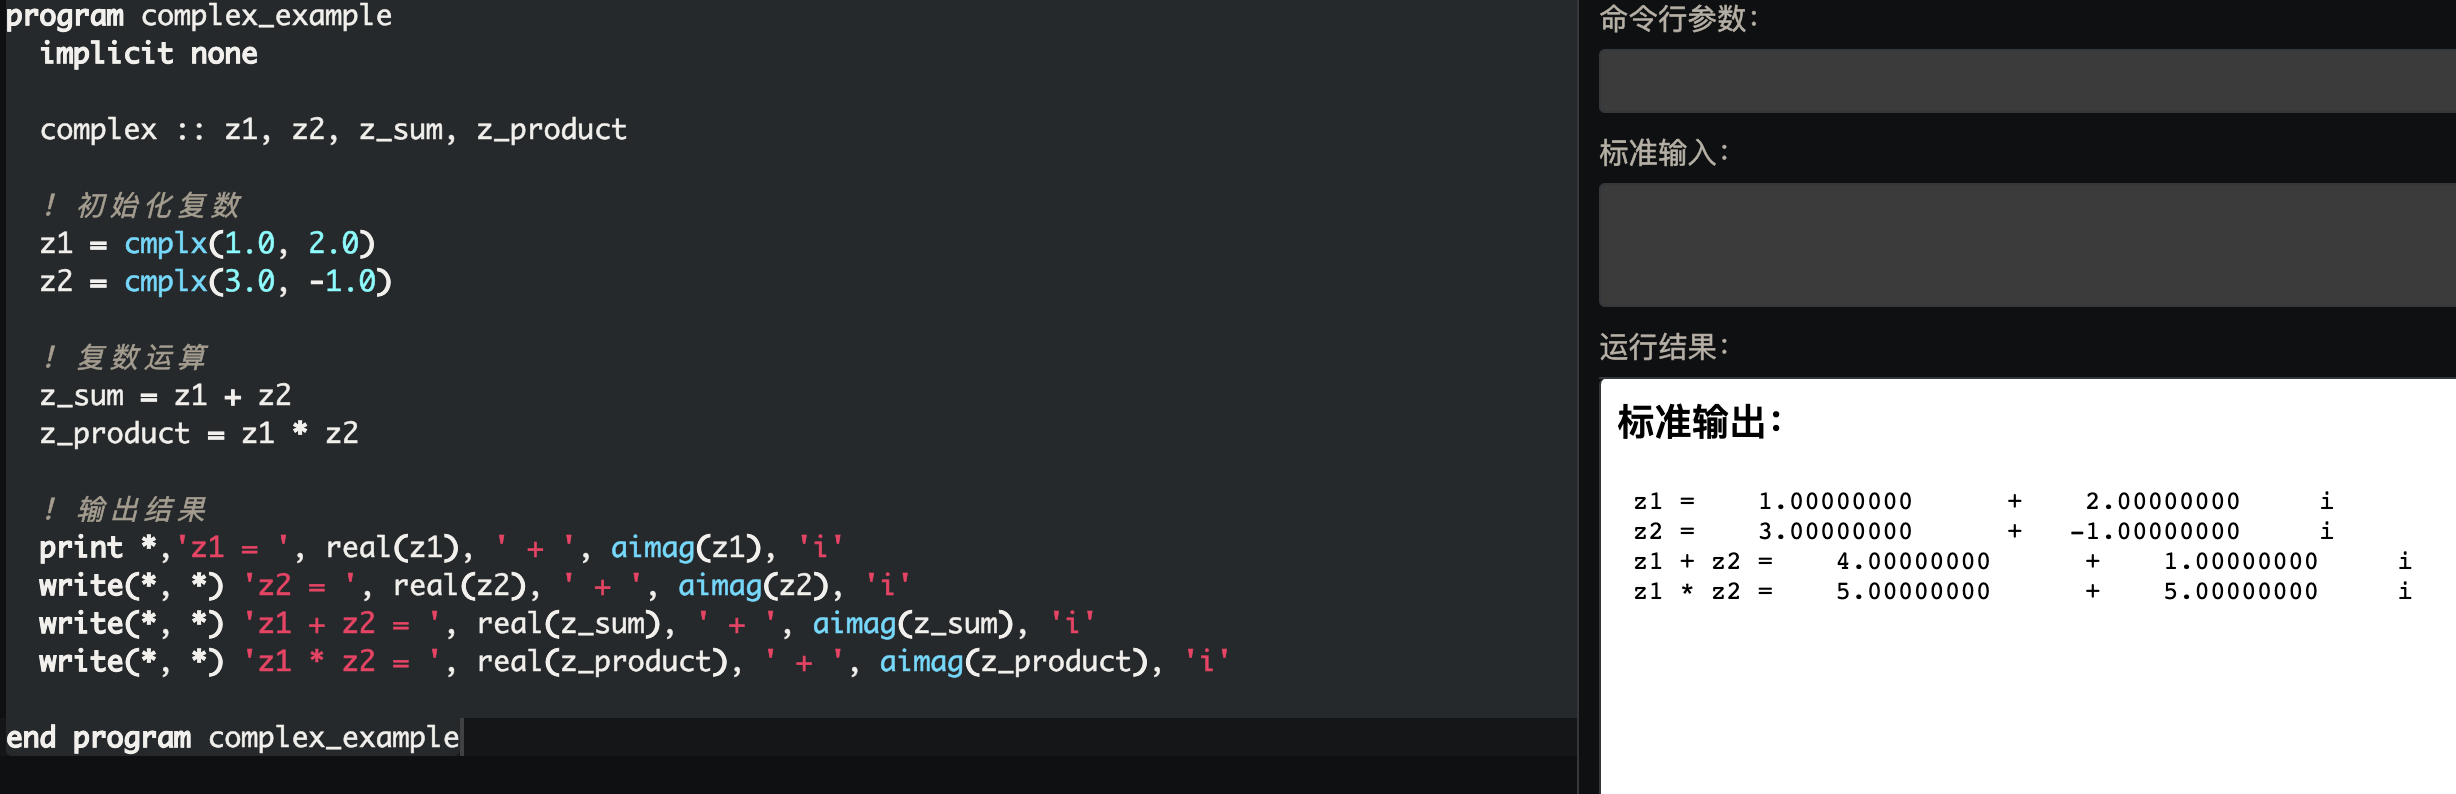 program complex_example
  implicit none
  complex :: z1, z2, z_sum, z_product
  ! 初始化复数
  z1 = cmplx(1.0, 2.0)
  z2 = cmplx(3.0, -1.0)
  ! 复数运算
  z_sum = z1 + z2
  z_product = z1 * z2
  ! 输出结果
  print *,'z1 = ', real(z1), ' + ', aimag(z1), 'i'
  write(*, *) 'z2 = ', real(z2), ' + ', aimag(z2), 'i'
  write(*, *) 'z1 + z2 = ', real(z_sum), ' + ', aimag(z_sum), 'i'
  write(*, *) 'z1 * z2 = ', real(z_product), ' + ', aimag(z_product), 'i'
end program complex_example
命令行参数：
标准输入：
运行结果：
标准输出：
z1 =    1.00000000      +    2.00000000     i
z2 =    3.00000000      +   -1.00000000     i
z1 + z2 =    4.00000000      +    1.00000000     i
z1 * z2 =    5.00000000      +    5.00000000     i